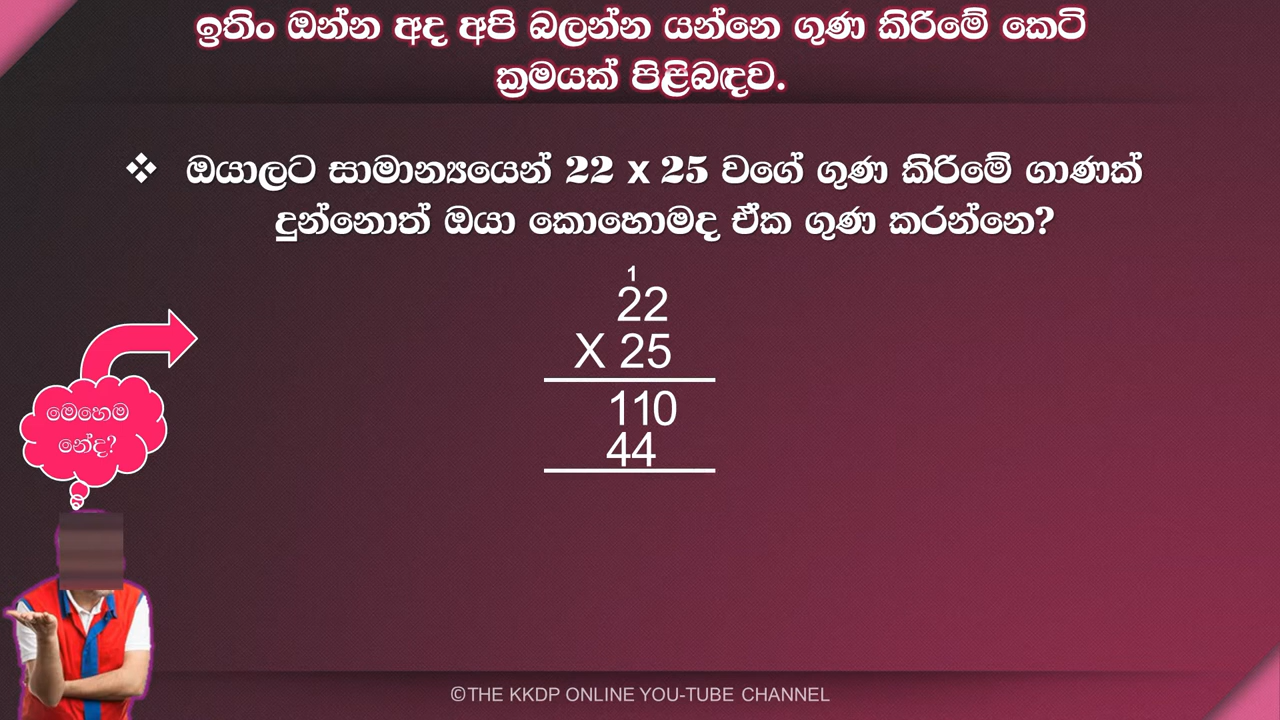 ඉතිං ඔන්න අද අපි බලන්න යන්නෙ ගුණ කිරිමේ කෙටි
ක්‍රමයක් පිළිබඳව.
❖ ඔයාලට සාමාන්‍යයෙන් 22 x 25 වගේ ගුණ කිරිමේ ගාණක්
දුන්නොත් ඔයා කොහොමද ඒක ගුණ කරන්නෙ?
1
22
X 25
110
44
මෙහෙම
නේද?
©THE KKDP ONLINE YOU-TUBE CHANNEL